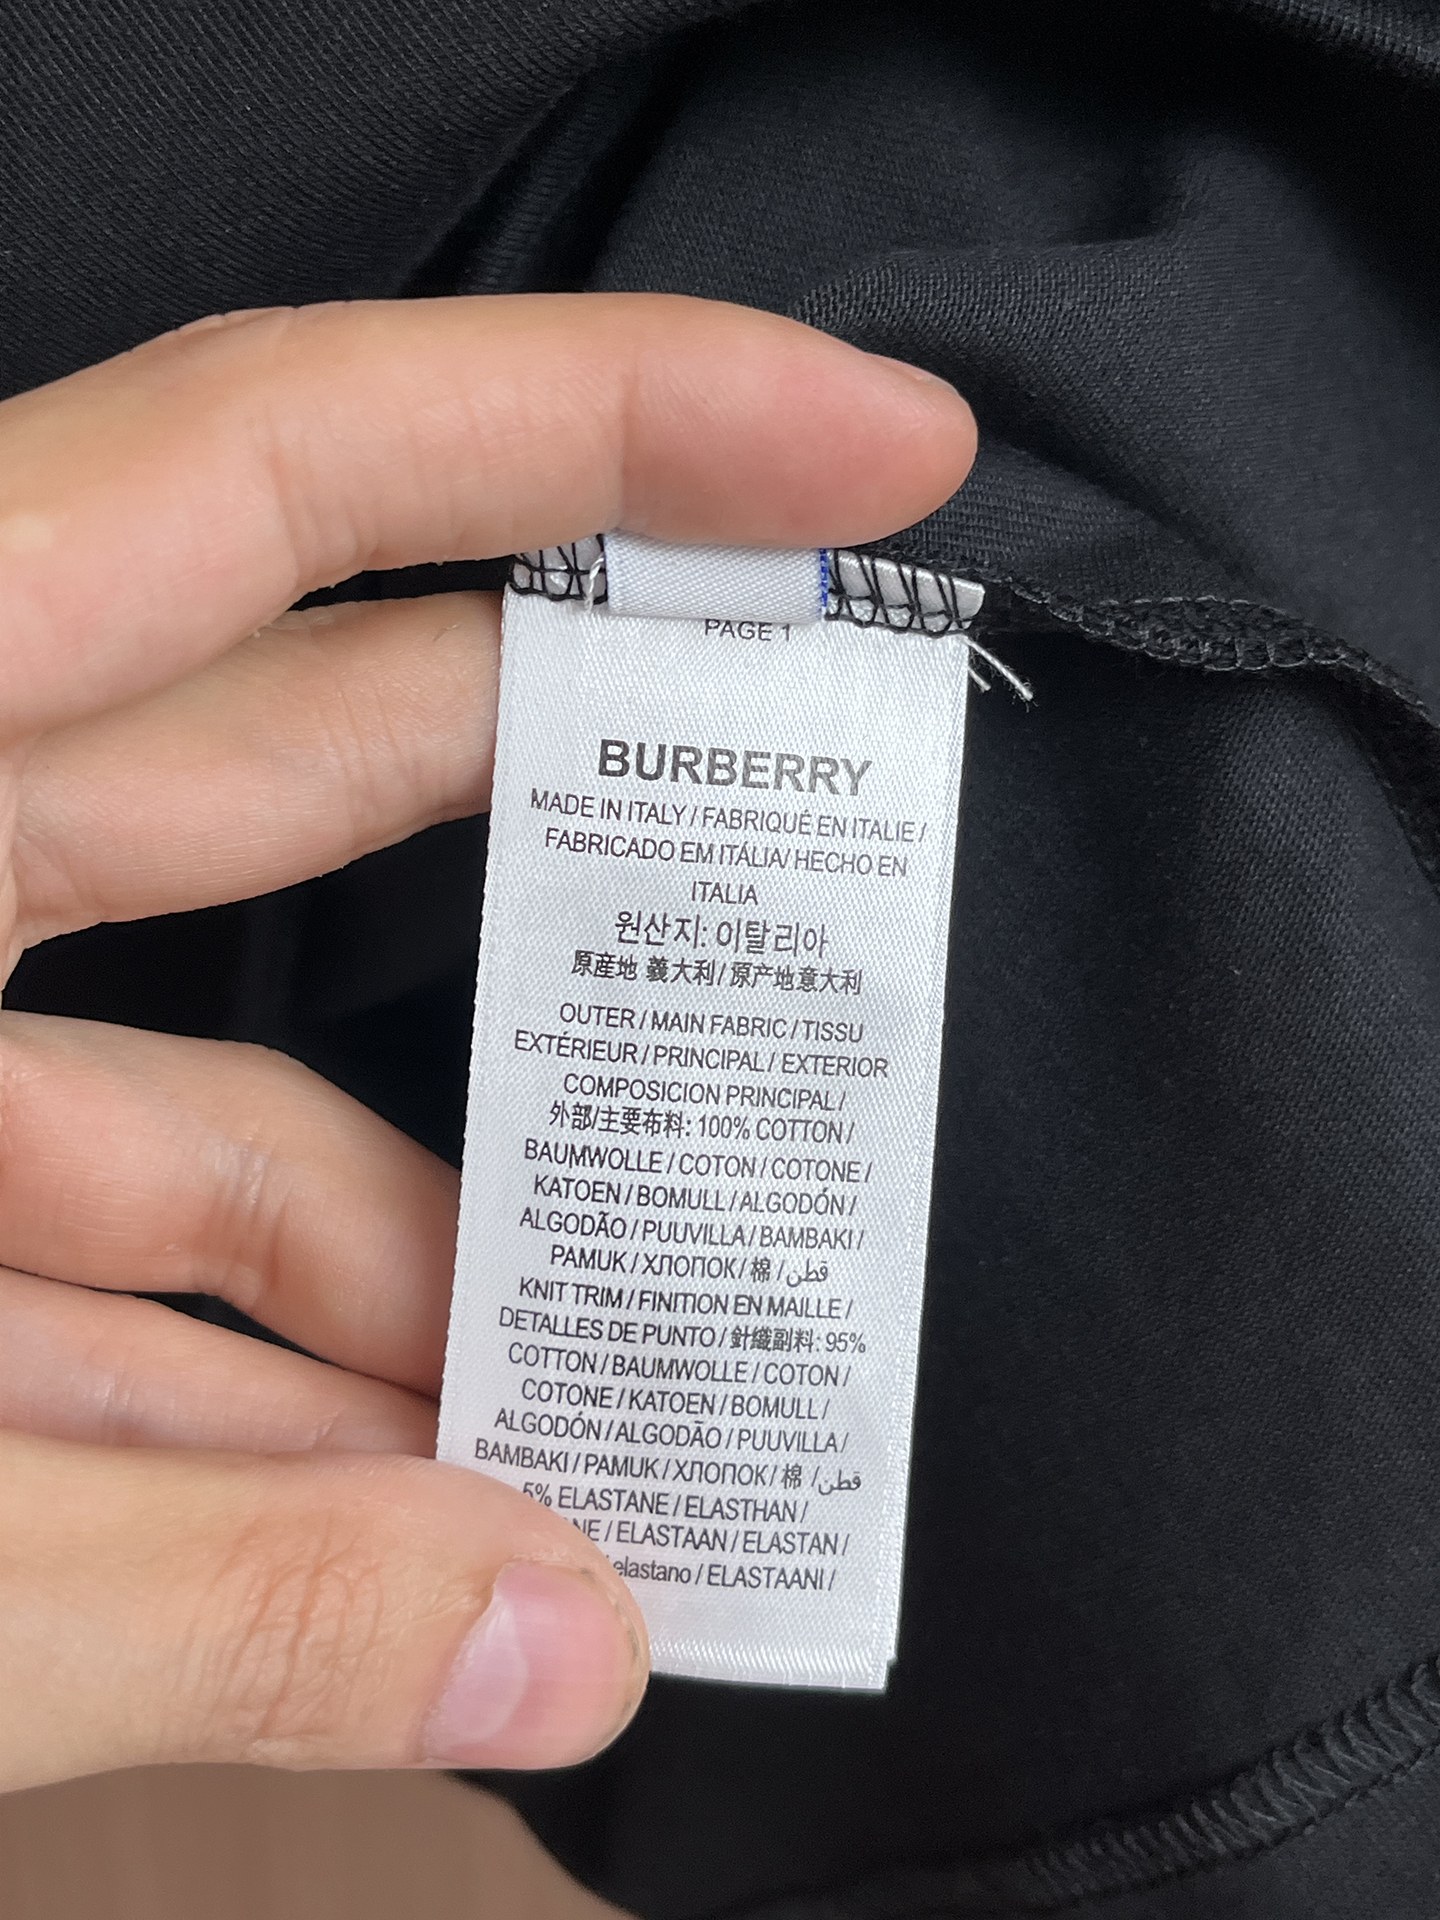 PAGE 1
BURBERRY
MADE IN ITALY / FABRIQUÉ EN ITALIE /
FABRICADO EM ITÁLIA/ HECHO EN
ITALIA
원산지: 이탈리아
原産地 義大利/ 原产地意大利
OUTER / MAIN FABRIC / TISSU
EXTÉRIEUR / PRINCIPAL / EXTERIOR
COMPOSICION PRINCIPAL /
外部/主要布料: 100% COTTON /
BAUMWOLLE / COTON / COTONE /
KATOEN / BOMULL / ALGODÓN /
ALGODÃO / PUUVILLA / BAMBAKI /
PAMUK / ХЛОПОК / 棉 / قطن
KNIT TRIM / FINITION EN MAILLE /
DETALLES DE PUNTO / 針織副料: 95%
COTTON / BAUMWOLLE / COTON /
COTONE / KATOEN / BOMULL /
ALGODÓN / ALGODÃO / PUUVILLA /
BAMBAKI / PAMUK / ХЛОПОК / 棉 / قطن
5% ELASTANE / ELASTHAN /
/ ELASTAAN / ELASTAN /
elastano / ELASTAANI /